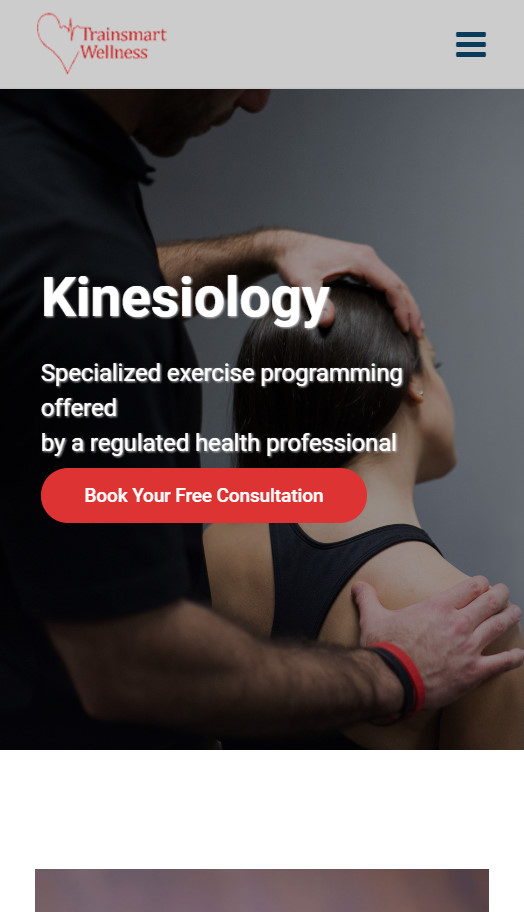 Trainsmart
Wellness
Kinesiology
Specialized exercise programming
offered
by a regulated health professional
Book Your Free Consultation